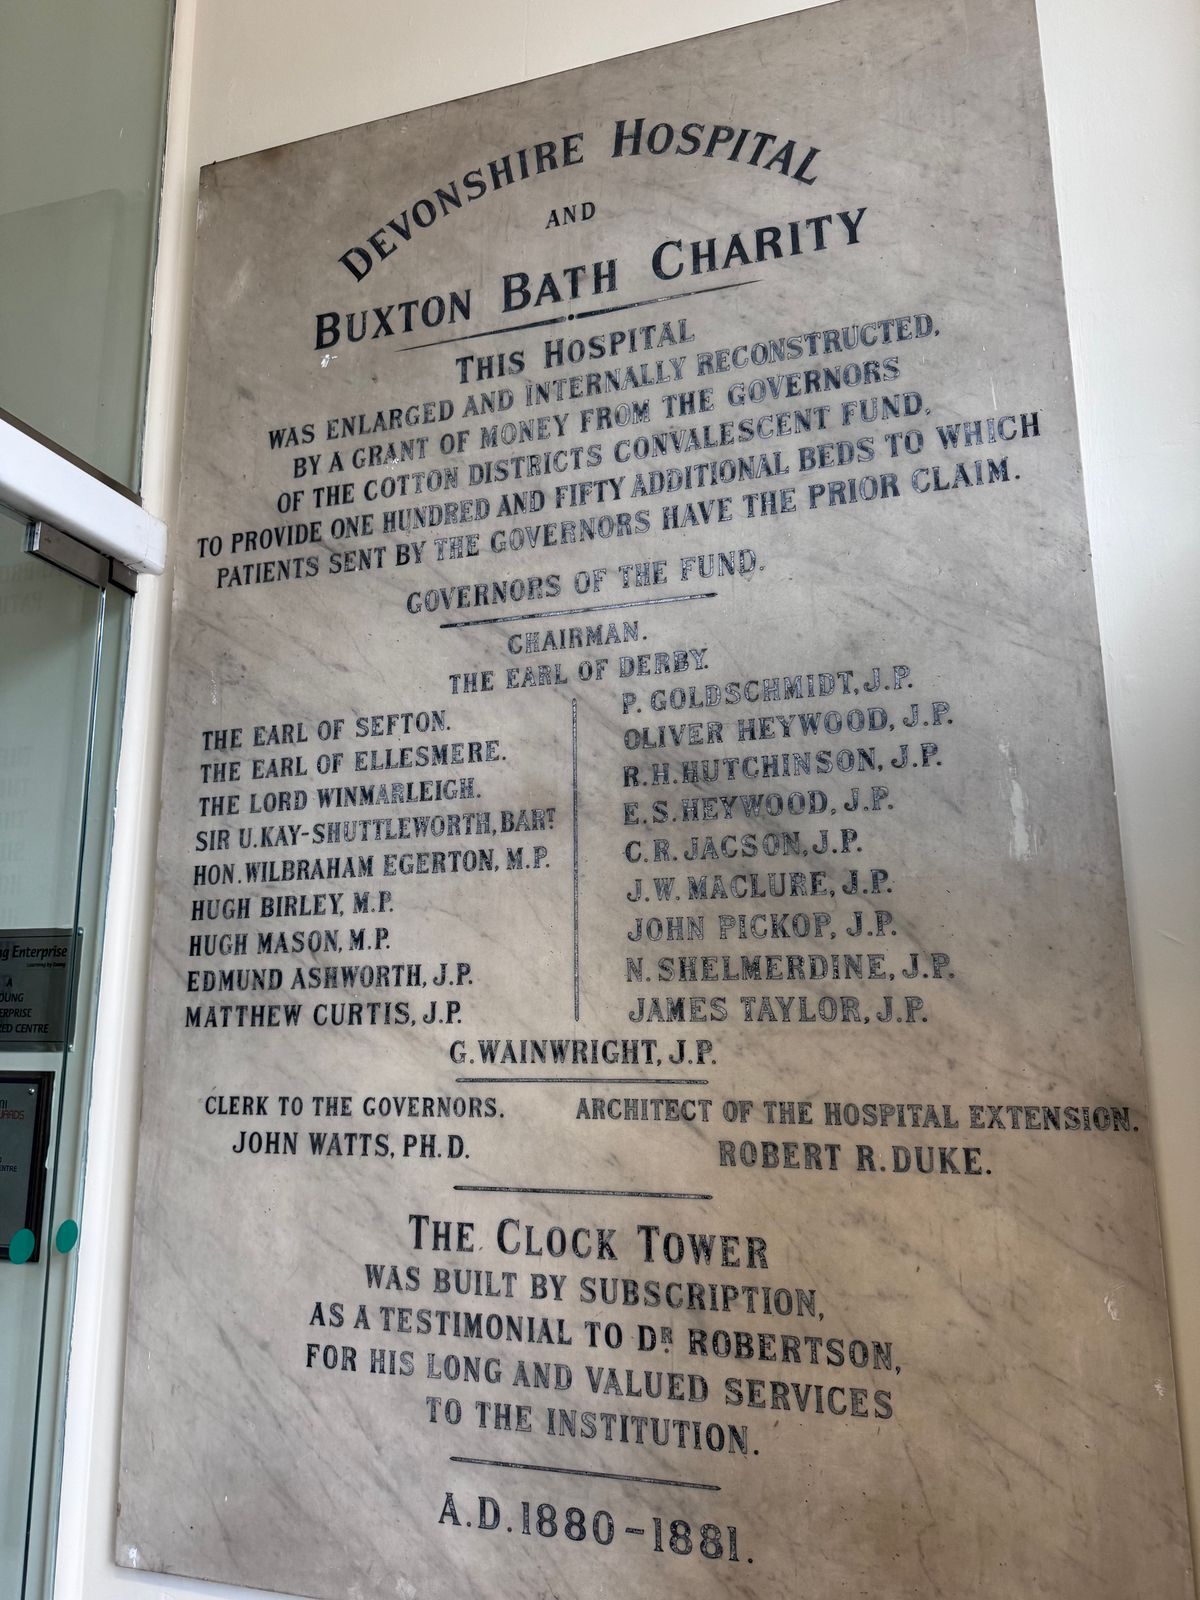 DEVONSHIRE HOSPITAL
AND
BUXTON BATH CHARITY
THIS HOSPITAL
WAS ENLARGED AND INTERNALLY RECONSTRUCTED,
BY A GRANT OF MONEY FROM THE GOVERNORS
OF THE COTTON DISTRICTS CONVALESCENT FUND,
TO PROVIDE ONE HUNDRED AND FIFTY ADDITIONAL BEDS TO WHICH
PATIENTS SENT BY THE GOVERNORS HAVE THE PRIOR CLAIM.
GOVERNORS OF THE FUND.
CHAIRMAN.
THE EARL OF DERBY.
THE EARL OF SEFTON.
THE EARL OF ELLESMERE.
THE LORD WINMARLEIGH.
SIR U. KAY-SHUTTLEWORTH, BART
HON. WILBRAHAM EGERTON, M.P.
HUGH BIRLEY, M.P.
HUGH MASON, M.P.
EDMUND ASHWORTH, J.P.
MATTHEW CURTIS, J.P.
P. GOLDSCHMIDT, J.P.
OLIVER HEYWOOD, J.P.
R. H. HUTCHINSON, J.P.
E. S. HEYWOOD, J.P.
C. R. JACSON, J.P.
J. W. MACLURE, J.P.
JOHN PICKOP, J.P.
N. SHELMERDINE, J.P.
JAMES TAYLOR, J.P.
G. WAINWRIGHT, J.P.
CLERK TO THE GOVERNORS.
JOHN WATTS, PH. D.
ARCHITECT OF THE HOSPITAL EXTENSION.
ROBERT R. DUKE.
THE CLOCK TOWER
WAS BUILT BY SUBSCRIPTION,
AS A TESTIMONIAL TO DR ROBERTSON,
FOR HIS LONG AND VALUED SERVICES
TO THE INSTITUTION.
A.D. 1880-1881.
Enterprise
A
CENTRE